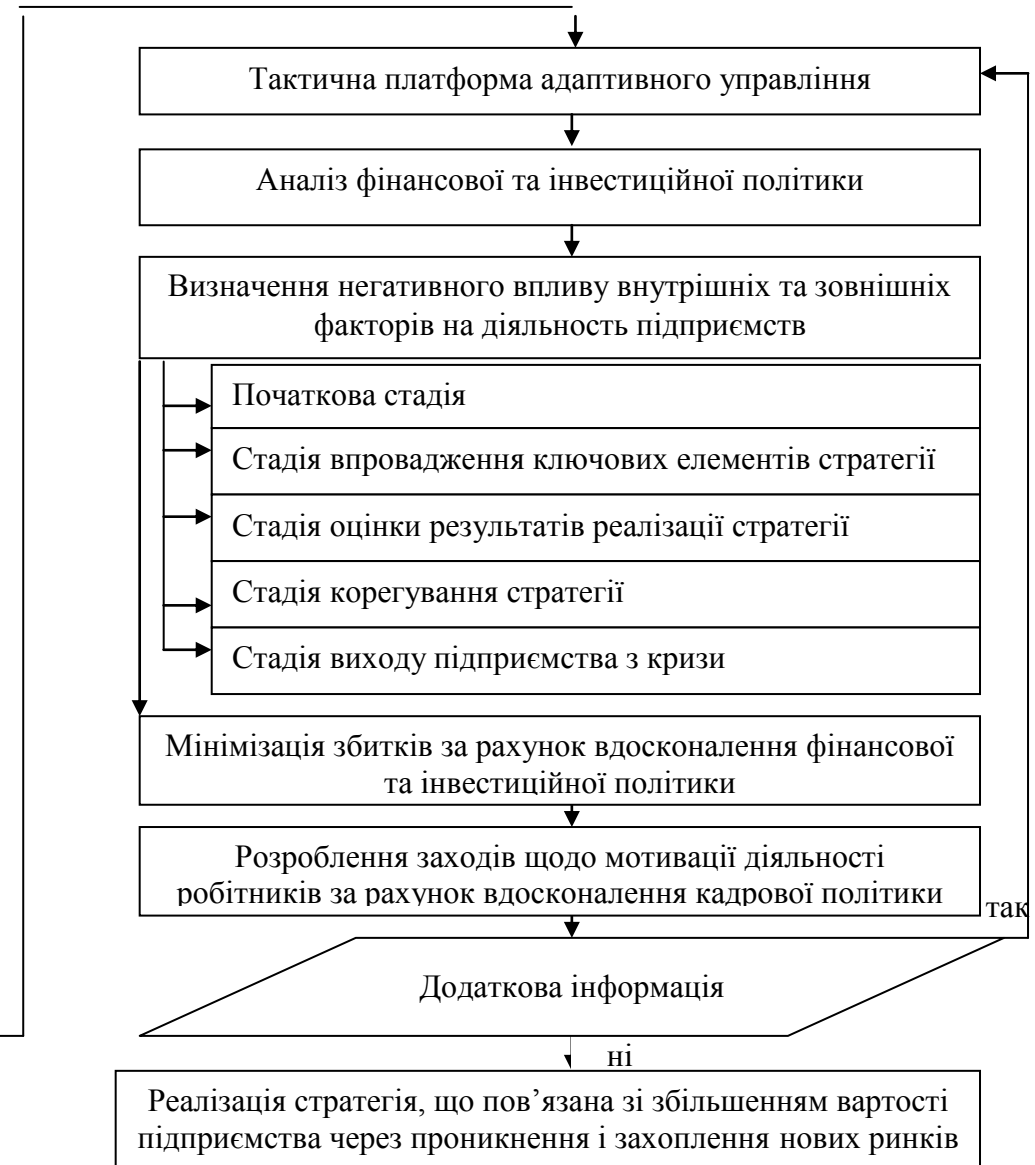 Тактична платформа адаптивного управління
Аналіз фінансової та інвестиційної політики
Визначення негативного впливу внутрішніх та зовнішніх
факторів на діяльность підприємств
Початкова стадія
Стадія впровадження ключових елементів стратегії
Стадія оцінки результатів реалізації стратегії
Стадія корегування стратегії
Стадія виходу підприємства з кризи
Мінімізація збитків за рахунок вдосконалення фінансової
та інвестиційної політики
Розроблення заходів щодо мотивації діяльності
робітників за рахунок вдосконалення кадрової політики
так
Додаткова інформація
ні
Реалізація стратегія, що пов’язана зі збільшенням вартості
підприємства через проникнення і захоплення нових ринків